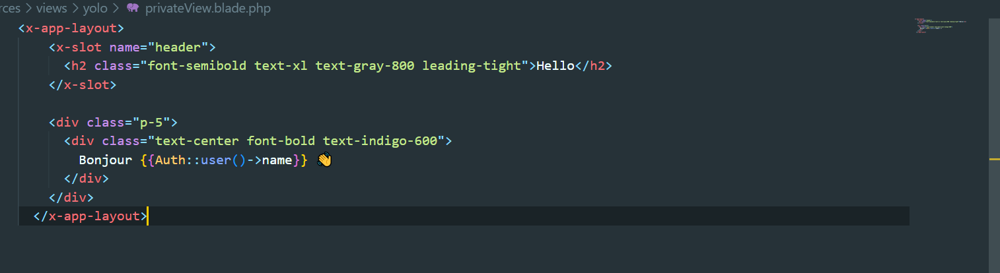 rces > views > yolo > privateView.blade.php
<x-app-layout>
<x-slot name="header">
<h2 class="font-semibold text-xl text-gray-800 leading-tight">Hello</h2>
</x-slot>
<div class="p-5">
<div class="text-center font-bold text-indigo-600">
Bonjour {{Auth::user()->name}} 👋
</div>
</div>
</x-app-layout>